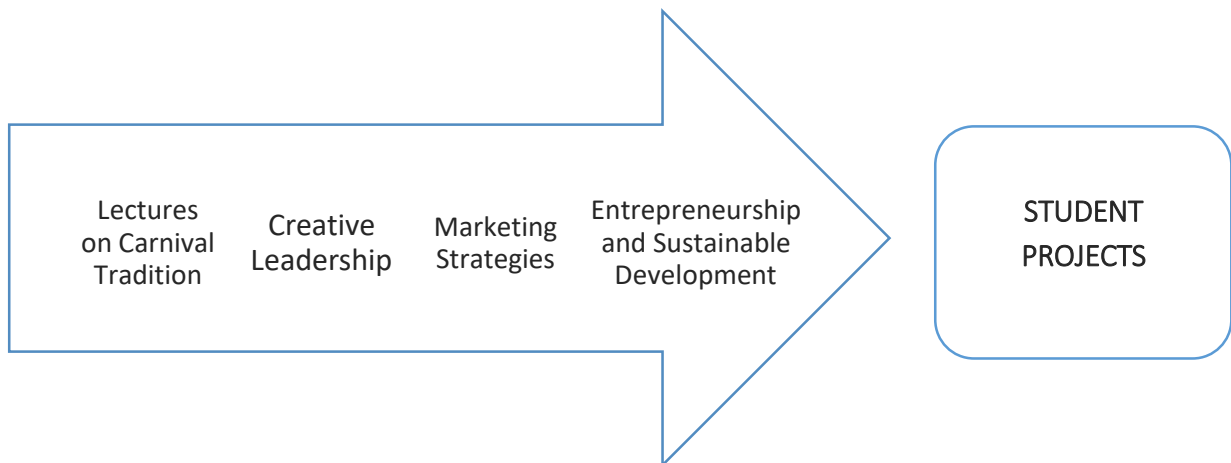 Lectures
on Carnival
Tradition
Creative
Leadership
Marketing
Strategies
Entrepreneurship
and Sustainable
Development
STUDENT
PROJECTS